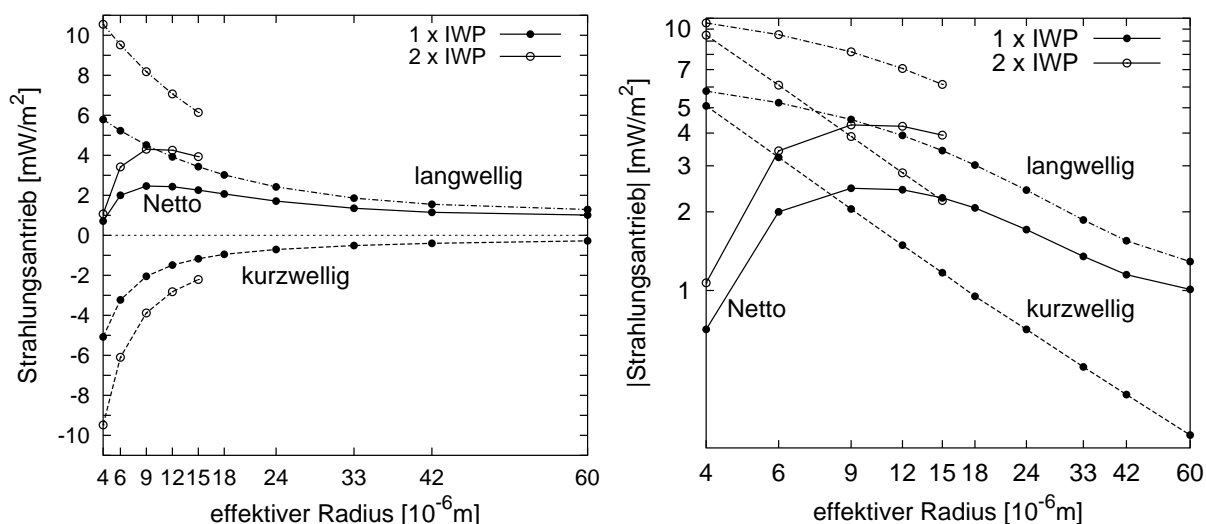 10
8
6
4
2
0
-2
-4
-6
-8
-10
Strahlungsantrieb [mW/m²]
1 x IWP
2 x IWP
langwellig
Netto
kurzwellig
4 6 9 12 15 18 24 33 42 60
effektiver Radius [10⁻⁶m]
10
7
5
4
3
2
1
|Strahlungsantrieb| [mW/m²]
1 x IWP
2 x IWP
langwellig
Netto
kurzwellig
4 6 9 12 15 18 24 33 42 60
effektiver Radius [10⁻⁶m]